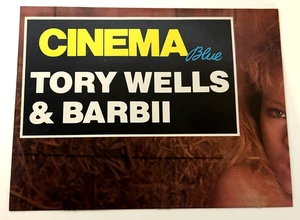 CINEMA
Blue
TORY WELLS
& BARBII